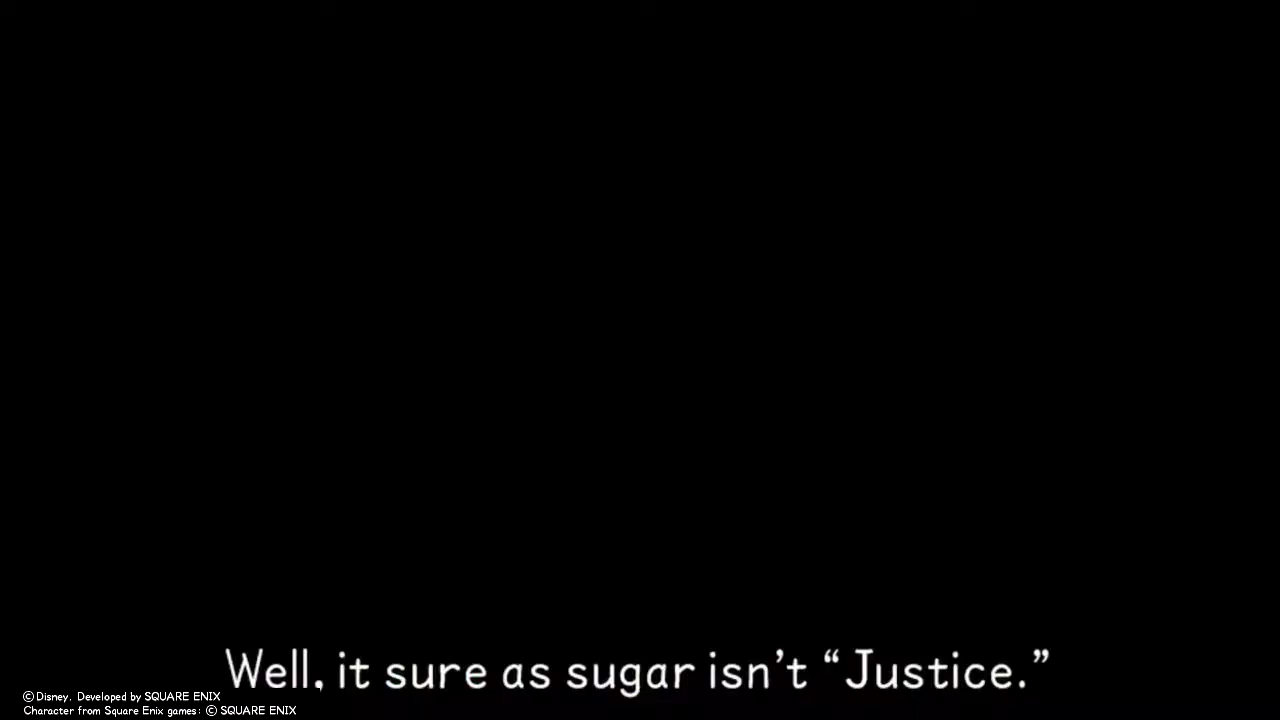 Well, it sure as sugar isn't “Justice.”
©Disney. Developed by SQUARE ENIX
Character from Square Enix games: © SQUARE ENIX